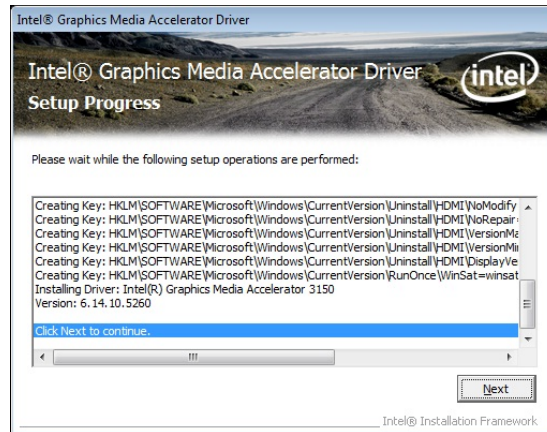 Intel® Graphics Media Accelerator Driver
Intel® Graphics Media Accelerator Driver
Setup Progress
intel
Please wait while the following setup operations are performed:
Creating Key: HKLM\SOFTWARE\Microsoft\Windows\CurrentVersion\Uninstall\HDMI\NoModify
Creating Key: HKLM\SOFTWARE\Microsoft\Windows\CurrentVersion\Uninstall\HDMI\NoRepair
Creating Key: HKLM\SOFTWARE\Microsoft\Windows\CurrentVersion\Uninstall\HDMI\VersionMa
Creating Key: HKLM\SOFTWARE\Microsoft\Windows\CurrentVersion\Uninstall\HDMI\VersionMi
Creating Key: HKLM\SOFTWARE\Microsoft\Windows\CurrentVersion\Uninstall\HDMI\DisplayVe
Creating Key: HKLM\SOFTWARE\Microsoft\Windows\CurrentVersion\RunOnce\WinSat=winsat
Installing Driver: Intel(R) Graphics Media Accelerator 3150
Version: 6.14.10.5260
Click Next to continue.
Next
Intel® Installation Framework